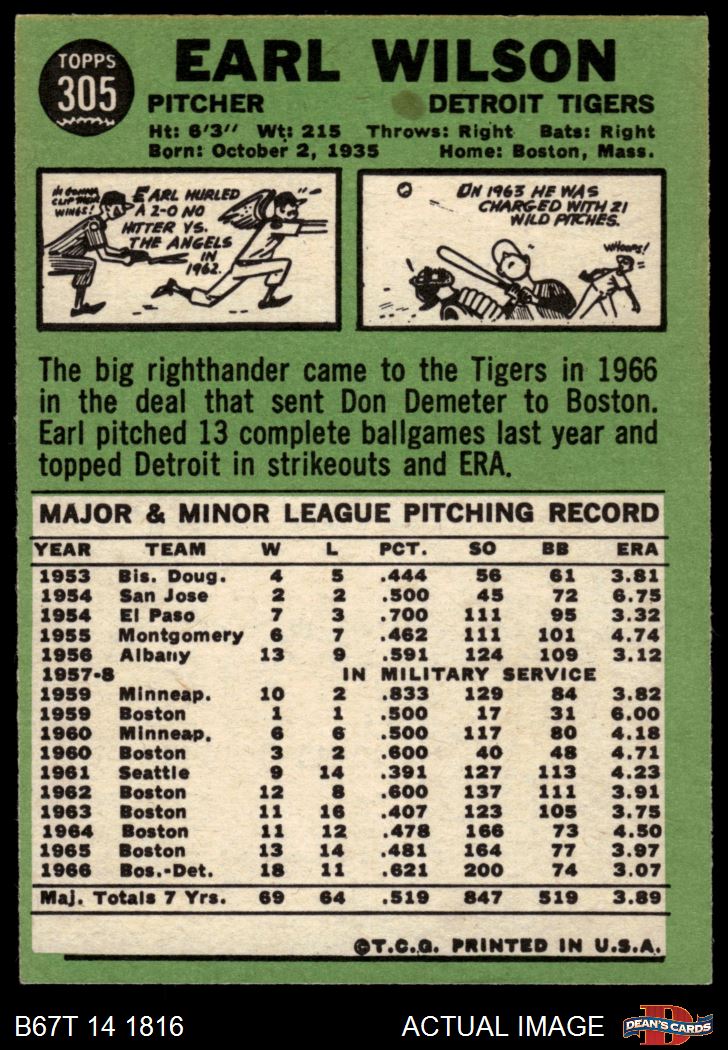 TOPPS
305
EARL WILSON
PITCHER DETROIT TIGERS
Ht: 6'3" Wt: 215 Throws: Right Bats: Right
Born: October 2, 1935 Home: Boston, Mass.
I'M GONNA
CLIP THEIR
WINGS!
EARL HURLED
A 2-0 NO
HITTER VS.
THE ANGELS
IN
1962.
ON 1963 HE WAS
CHARGED WITH 21
WILD PITCHES.
WHOOPS!
The big righthander came to the Tigers in 1966
in the deal that sent Don Demeter to Boston.
Earl pitched 13 complete ballgames last year and
topped Detroit in strikeouts and ERA.
MAJOR & MINOR LEAGUE PITCHING RECORD
YEAR TEAM W L PCT. SO BB ERA
1953 Bis. Doug. 4 5 .444 56 61 3.81
1954 San Jose 2 2 .500 45 72 6.75
1954 El Paso 7 3 .700 111 95 3.32
1955 Montgomery 6 7 .462 111 101 4.74
1956 Albany 13 9 .591 124 109 3.12
1957-8 IN MILITARY SERVICE
1959 Minneap. 10 2 .833 129 84 3.82
1959 Boston 1 1 .500 17 31 6.00
1960 Minneap. 6 6 .500 117 80 4.18
1960 Boston 3 2 .600 40 48 4.71
1961 Seattle 9 14 .391 127 113 4.23
1962 Boston 12 8 .600 137 111 3.91
1963 Boston 11 16 .407 123 105 3.75
1964 Boston 11 12 .478 166 73 4.50
1965 Boston 13 14 .481 164 77 3.97
1966 Bos.-Det. 18 11 .621 200 74 3.07
Maj. Totals 7 Yrs. 69 64 .519 847 519 3.89
©T.C.G. PRINTED IN U.S.A.
B67T 14 1816 ACTUAL IMAGE
D
DEAN'S CARDS